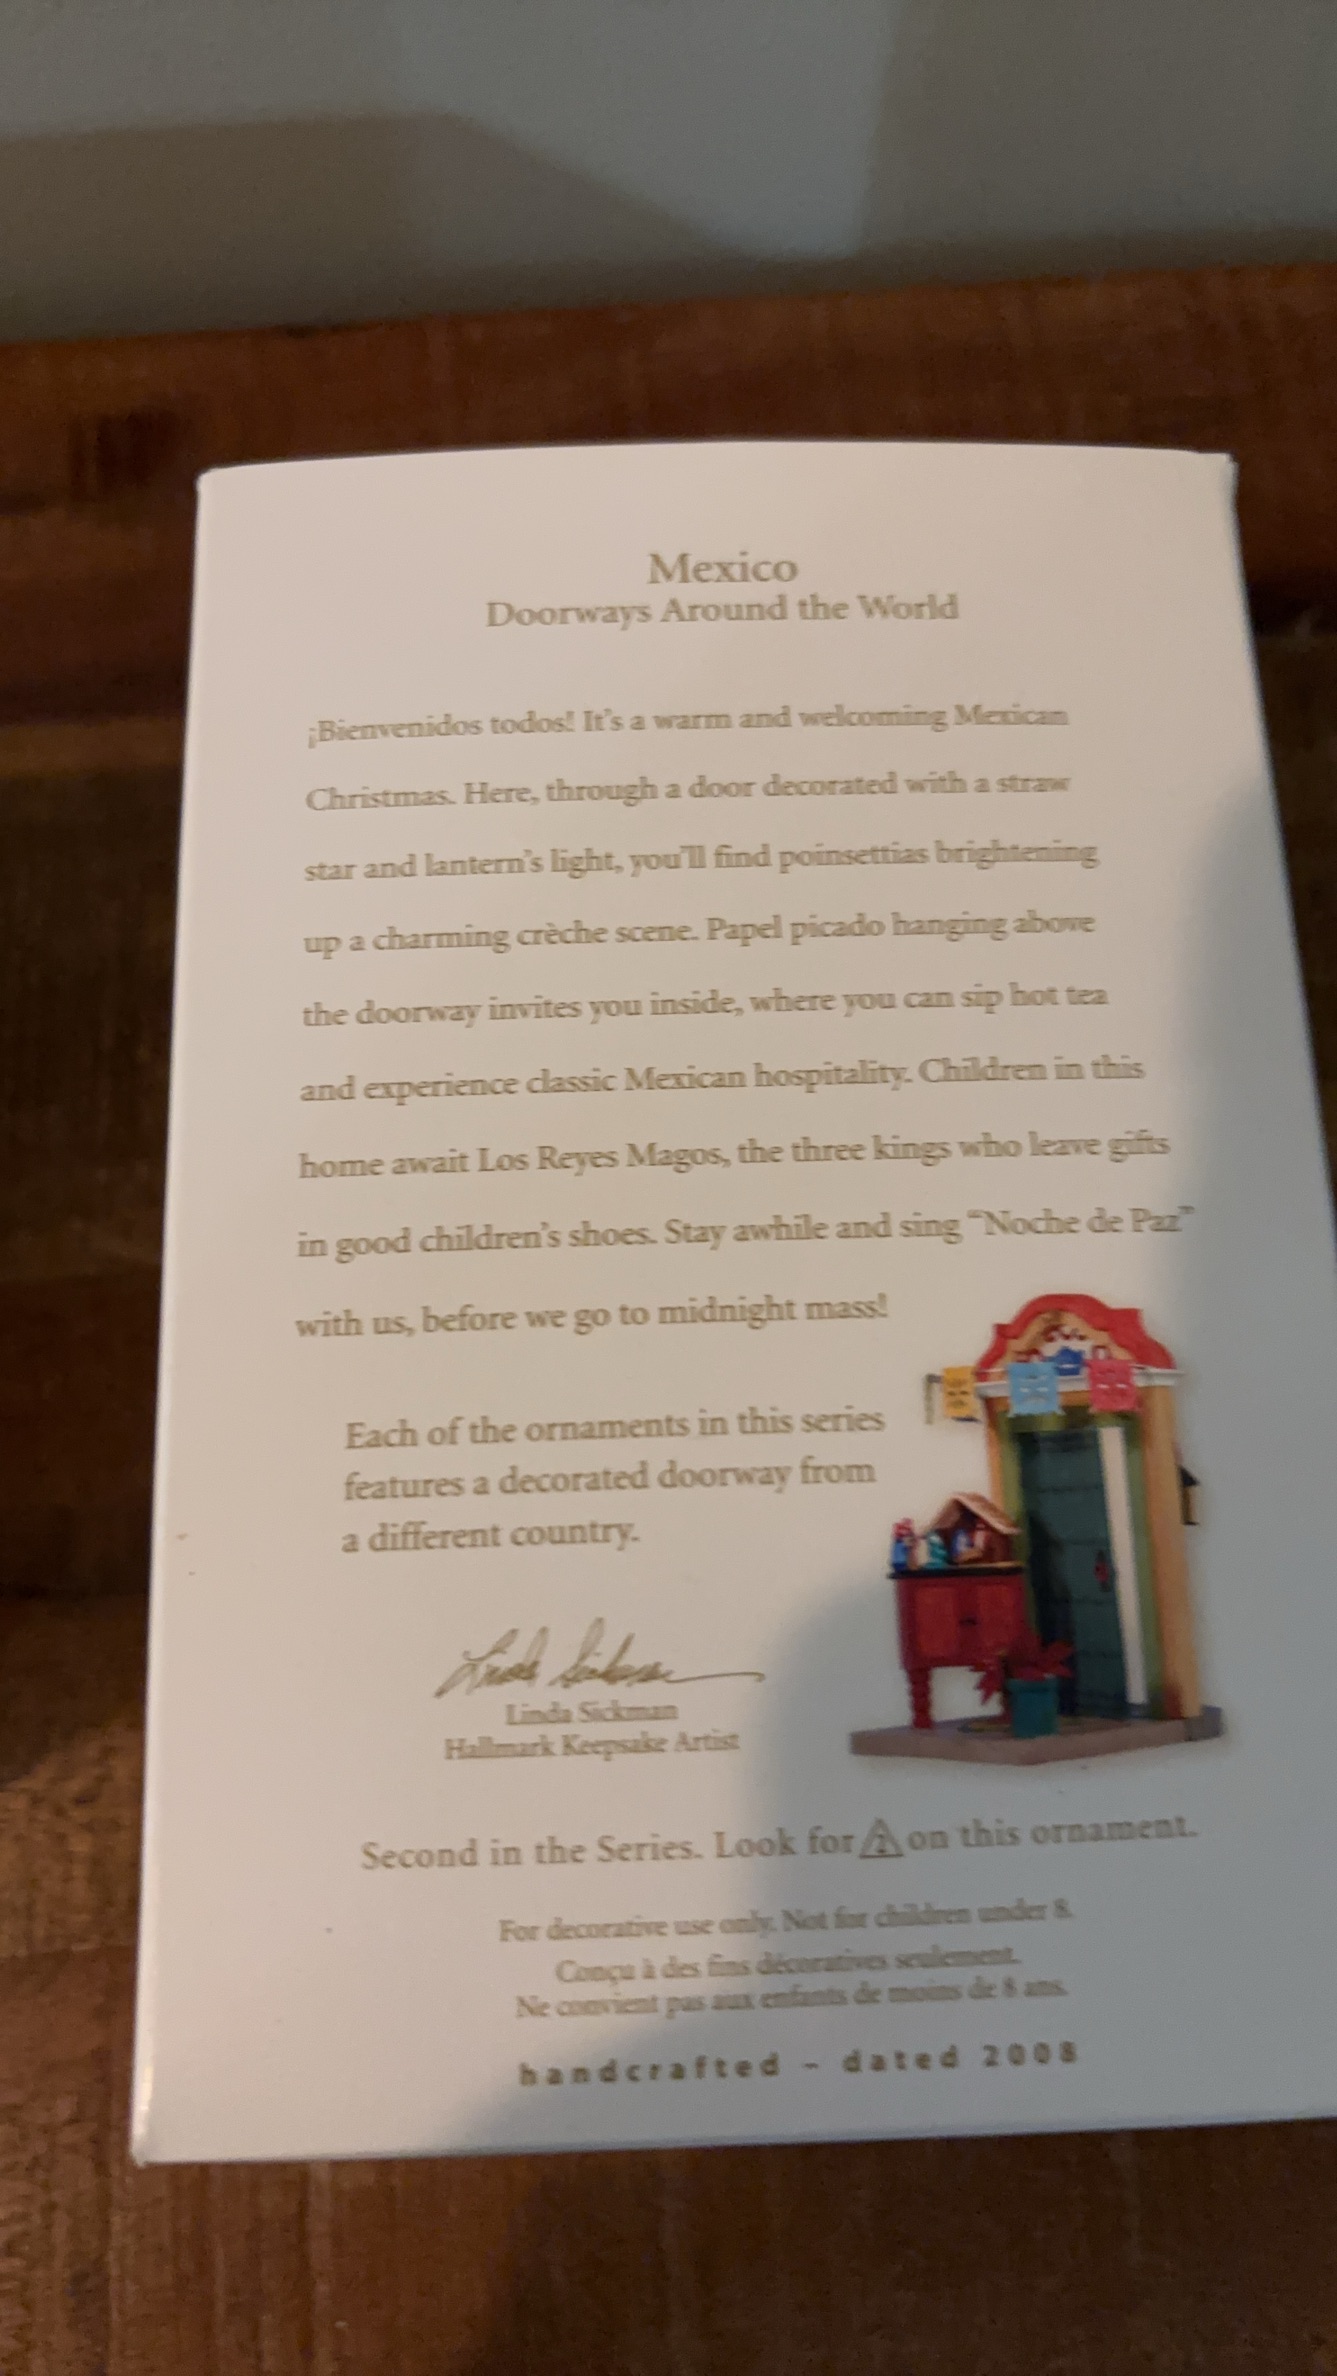 Mexico
Doorways Around the World
¡Bienvenidos todos! It's a warm and welcoming Mexican
Christmas. Here, through a door decorated with a straw
star and lantern's light, you'll find poinsettias brightening
up a charming crèche scene. Papel picado hanging above
the doorway invites you inside, where you can sip hot tea
and experience classic Mexican hospitality. Children in this
home await Los Reyes Magos, the three kings who leave gifts
in good children's shoes. Stay awhile and sing “Noche de Paz”
with us, before we go to midnight mass!
Each of the ornaments in this series
features a decorated doorway from
a different country.
Linda Sickman
Linda Sickman
Hallmark Keepsake Artist
Second in the Series. Look for 2 on this ornament.
For decorative use only. Not for children under 8.
Conçu à des fins décoratives seulement.
Ne convient pas aux enfants de moins de 8 ans.
handcrafted – dated 2008